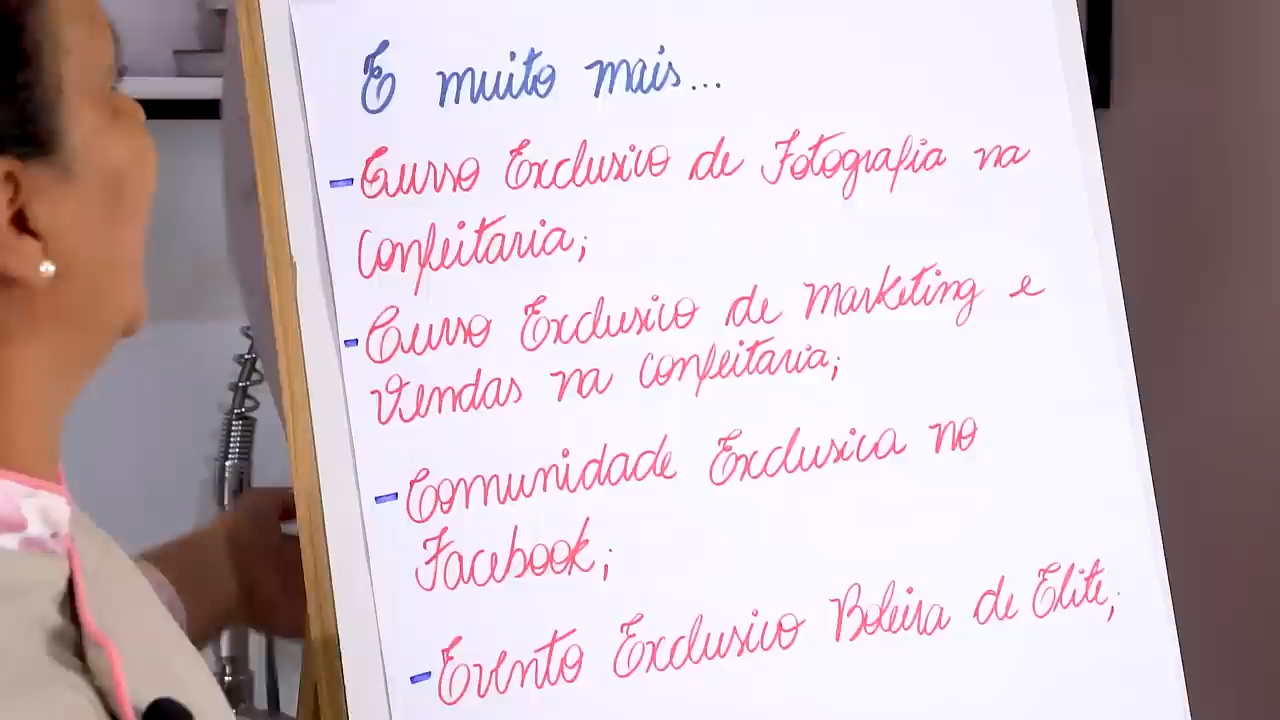 E muito mais...
- Curso Exclusivo de Fotografia na
Confeitaria;
- Curso Exclusivo de Marketing e
Vendas na confeitaria;
- Comunidade Exclusiva no
Facebook;
- Evento Exclusivo Boleira de Elite;